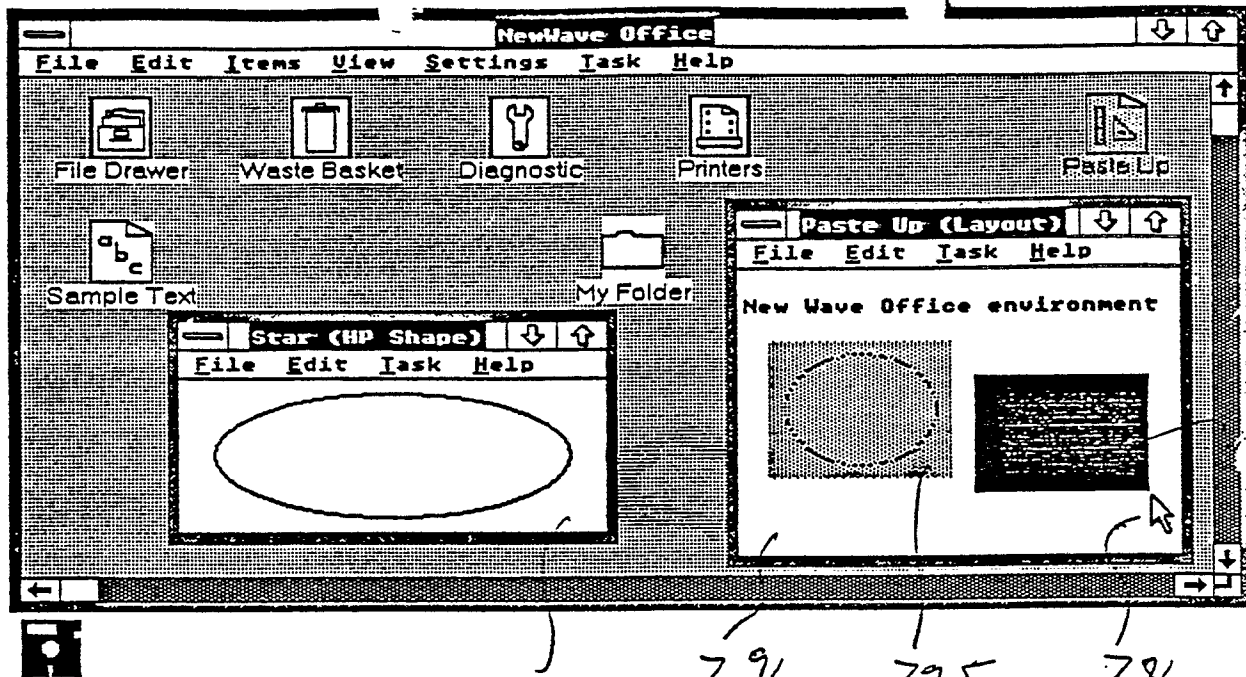 NewWave Office
File Edit Items View Settings Task Help
File Drawer Waste Basket Diagnostic Printers Paste Up
Sample Text My Folder
Paste Up (Layout)
File Edit Task Help
New Wave Office environment
Star (HP Shape)
File Edit Task Help
791 795 781